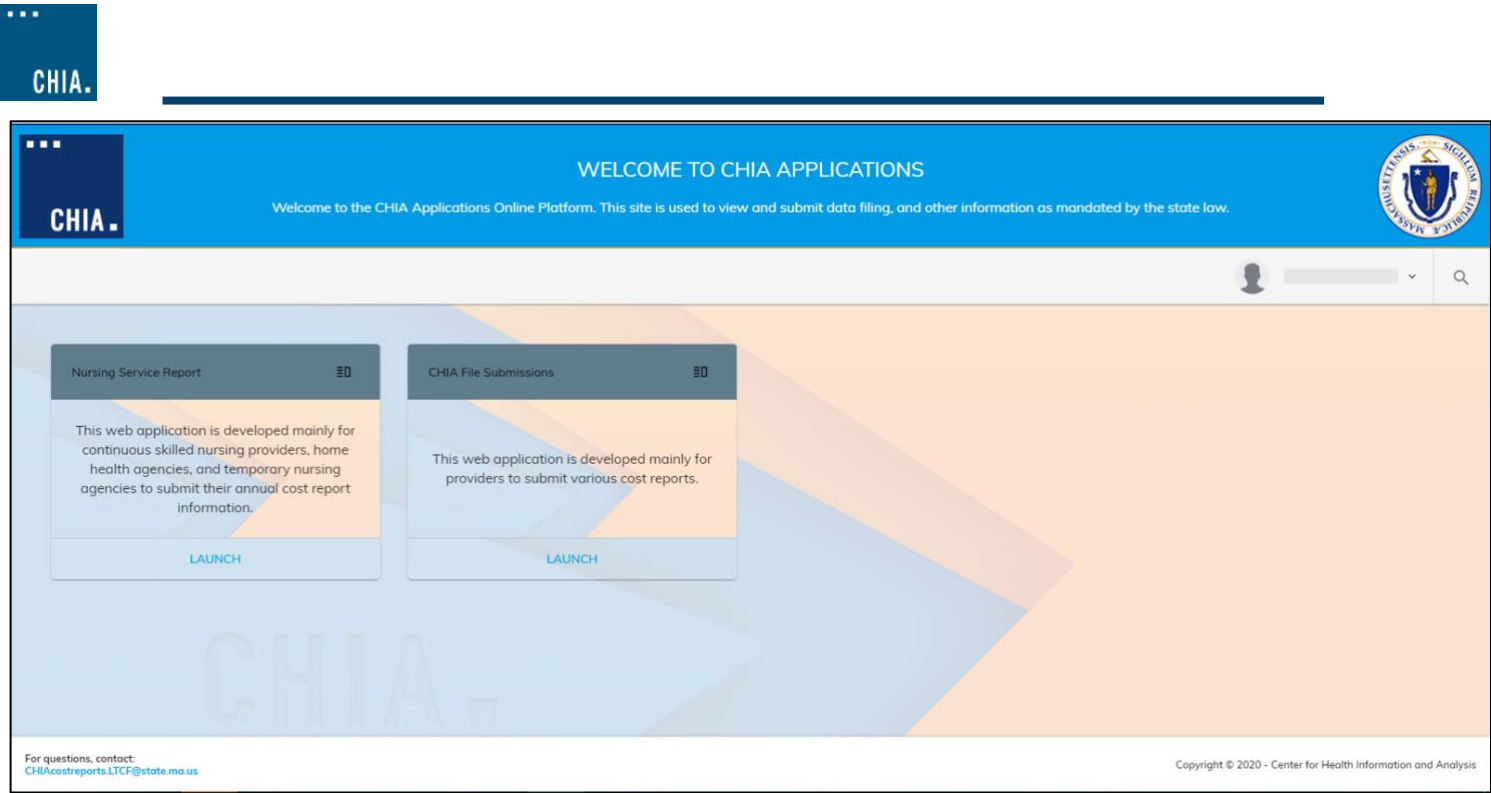 CHIA.
CHIA.
WELCOME TO CHIA APPLICATIONS
Welcome to the CHIA Applications Online Platform. This site is used to view and submit data filing, and other information as mandated by the state law.
Nursing Service Report
This web application is developed mainly for
continuous skilled nursing providers, home
health agencies, and temporary nursing
agencies to submit their annual cost report
information.
LAUNCH
CHIA File Submissions
This web application is developed mainly for
providers to submit various cost reports.
LAUNCH
CHIA.
For questions, contact:
CHIAcostreports.LTCF@state.ma.us
Copyright © 2020 - Center for Health Information and Analysis